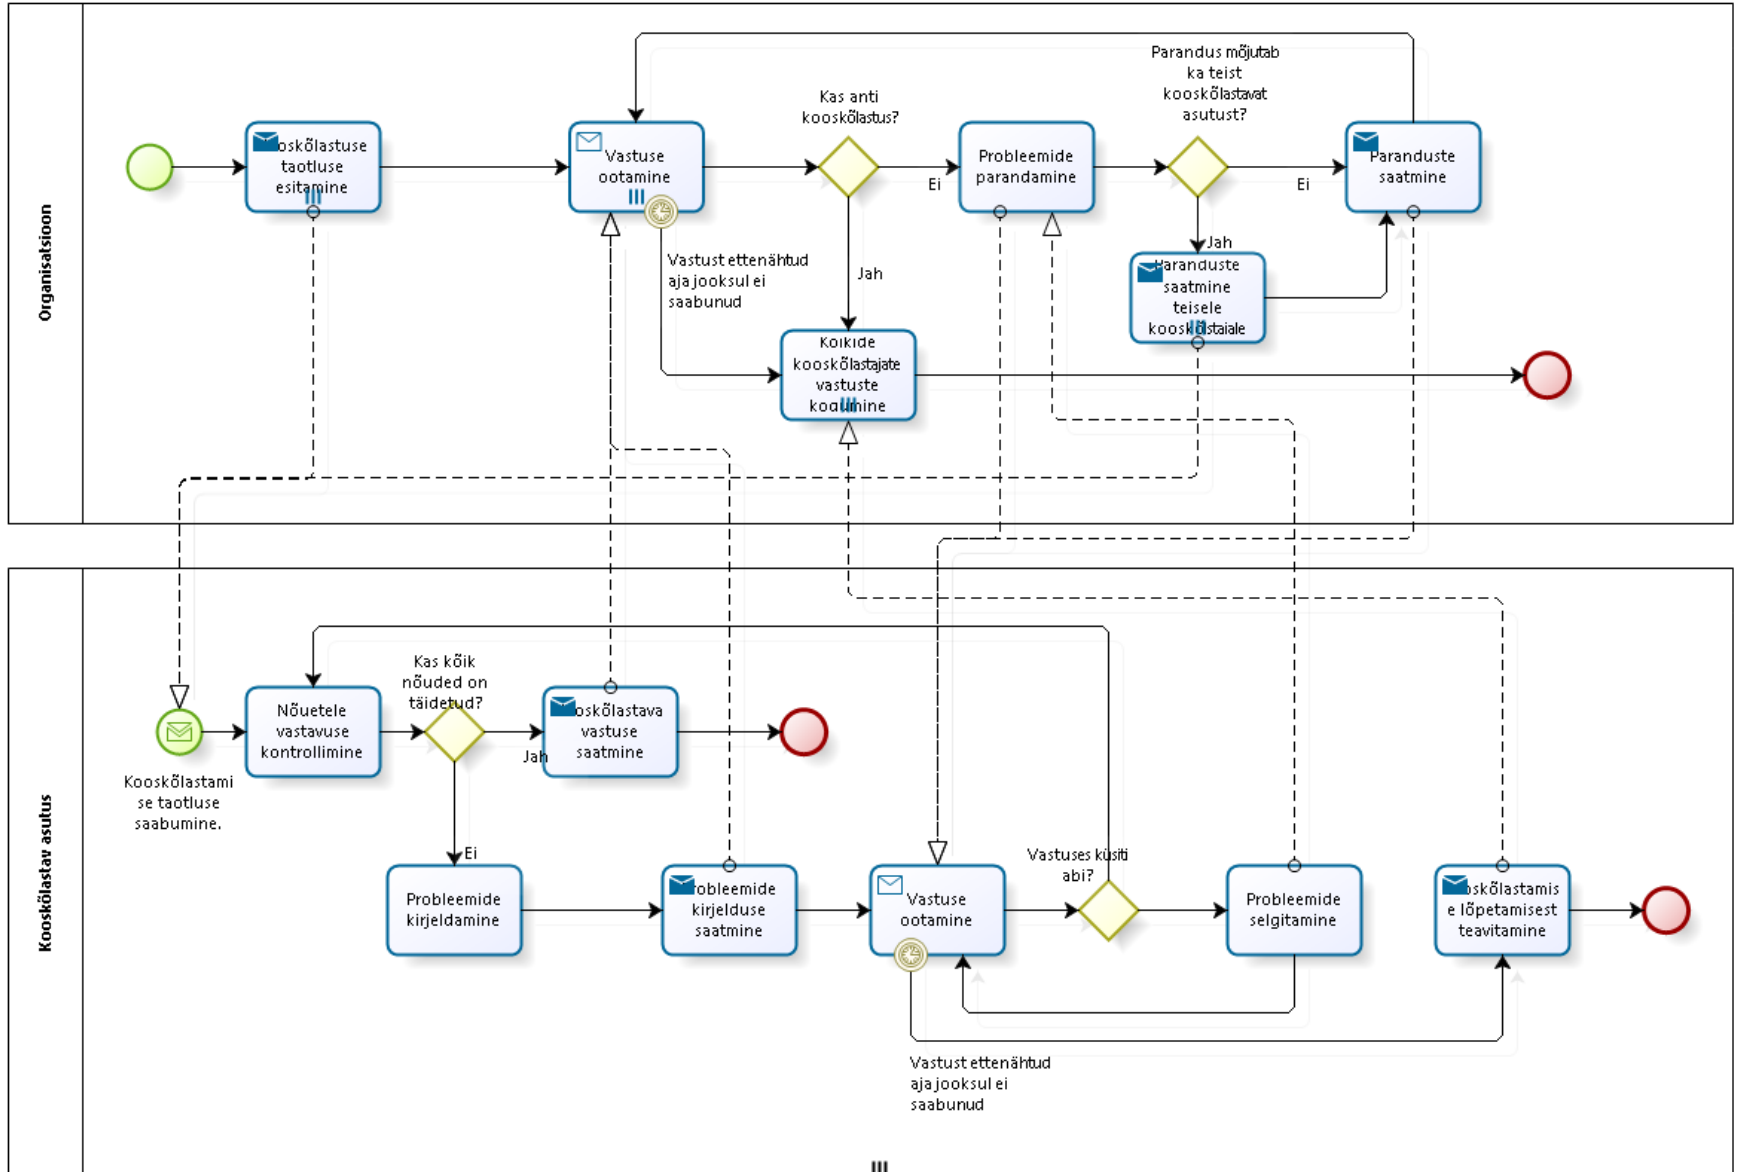 Organisatsioon
oskõlastuse
taotluse
esitamine
Vastuse
ootamine
Vastust ettenähtud
aja jooksul ei
saabunud
Kas anti
kooskõlastus?
Ei
Jah
Kõikide
kooskõlastajate
vastuste
kogumine
Probleemide
parandamine
Parandus mõjutab
ka teist
kooskõlastavat
asutust?
Ei
Jah
Paranduste
saatmine
teisele
kooskõlastajale
Paranduste
saatmine
Kooskõlastav asutus
Kooskõlastami
se taotluse
saabumine.
Nõuetele
vastavuse
kontrollimine
Kas kõik
nõuded on
täidetud?
Jah
oskõlastava
vastuse
saatmine
Ei
Probleemide
kirjeldamine
obleemide
kirjelduse
saatmine
Vastuse
ootamine
Vastust ettenähtud
aja jooksul ei
saabunud
Vastuses küsiti
abi?
Probleemide
selgitamine
oskõlastamis
e lõpetamisest
teavitamine